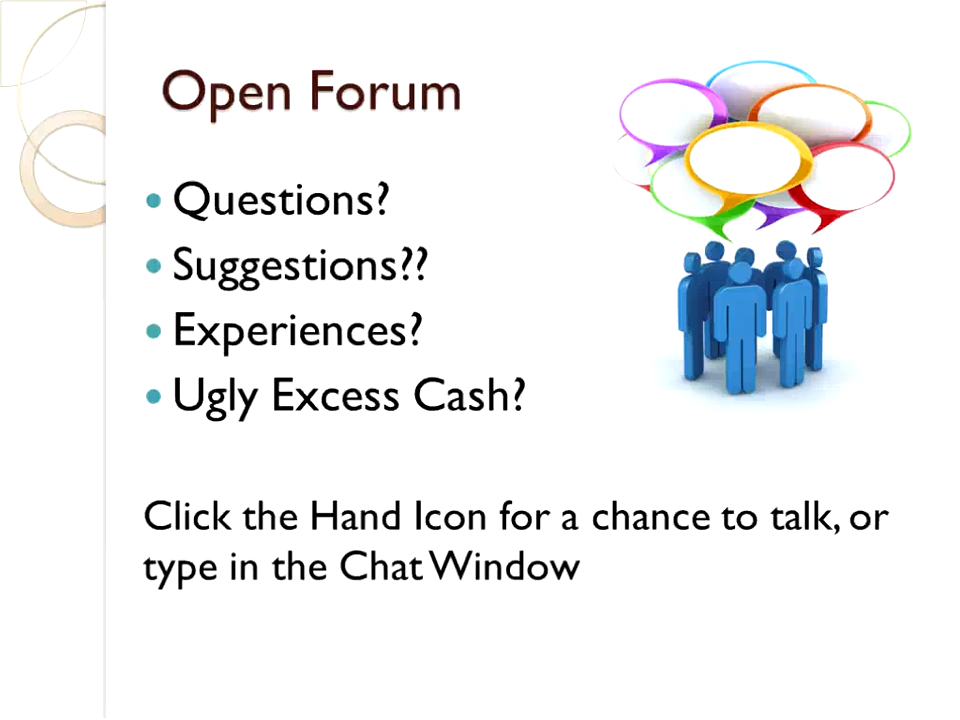 Open Forum
Questions?
Suggestions??
Experiences?
Ugly Excess Cash?
Click the Hand Icon for a chance to talk, or
type in the Chat Window